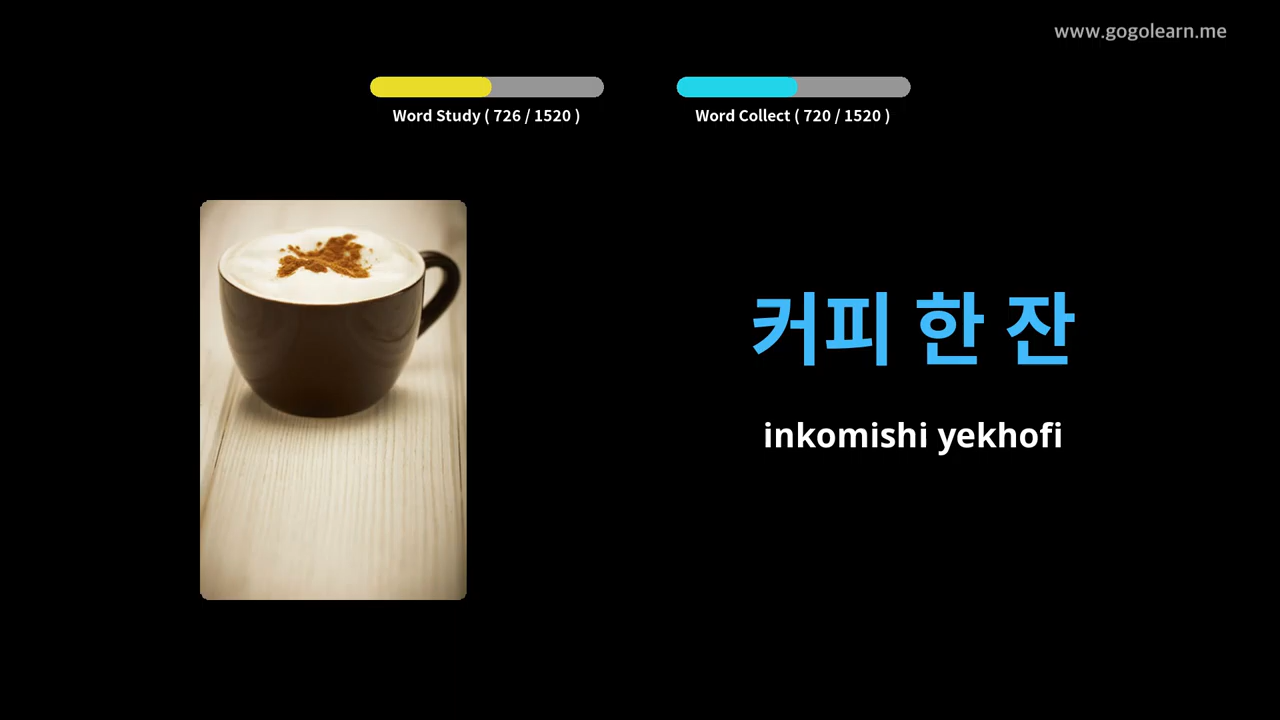 www.gogolearn.me
Word Study ( 726 / 1520 )
Word Collect ( 720 / 1520 )
커피 한 잔
inkomishi yekhofi